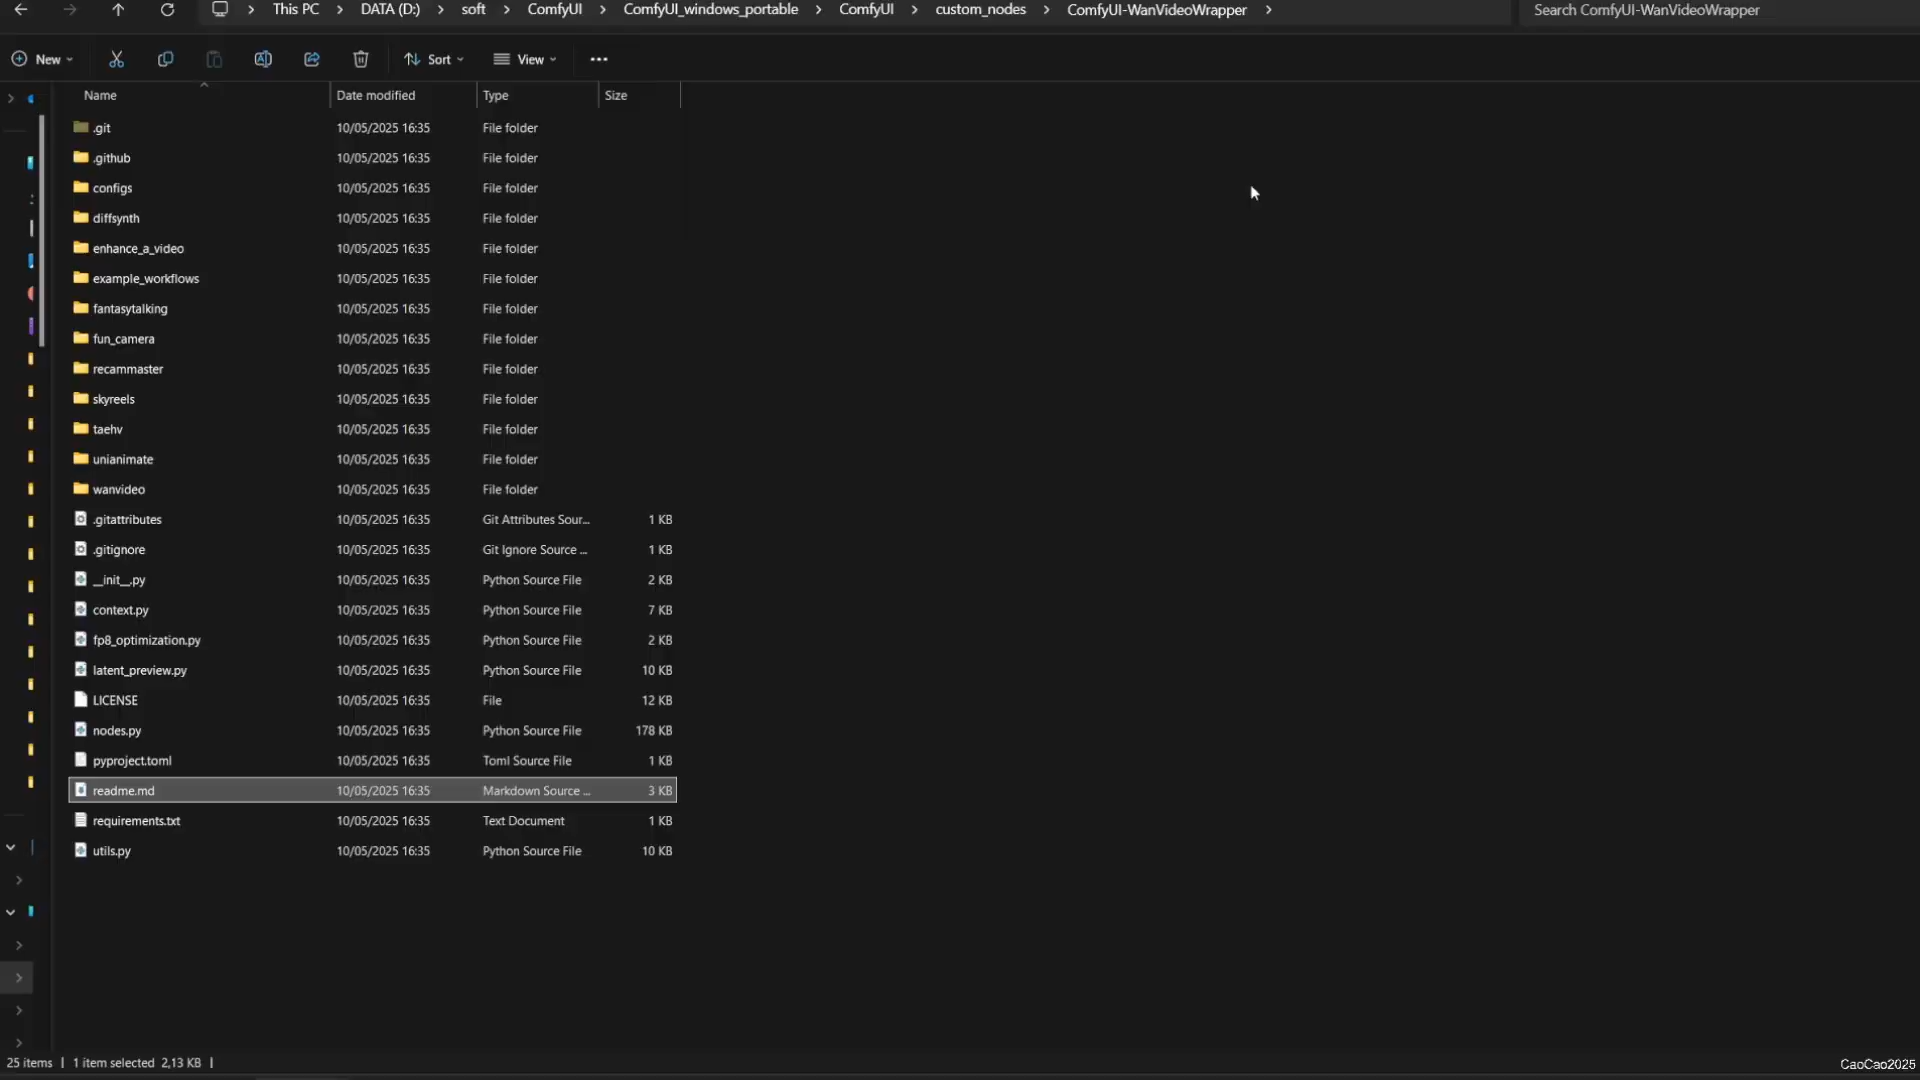 This PC > DATA (D:) > soft > ComfyUI > ComfyUI_windows_portable > ComfyUI > custom_nodes > ComfyUI-WanVideoWrapper >
Search ComfyUI-WanVideoWrapper
New Sort View ...
Name Date modified Type Size
.git 10/05/2025 16:35 File folder
.github 10/05/2025 16:35 File folder
configs 10/05/2025 16:35 File folder
diffsynth 10/05/2025 16:35 File folder
enhance_a_video 10/05/2025 16:35 File folder
example_workflows 10/05/2025 16:35 File folder
fantasytalking 10/05/2025 16:35 File folder
fun_camera 10/05/2025 16:35 File folder
recammaster 10/05/2025 16:35 File folder
skyreels 10/05/2025 16:35 File folder
taehv 10/05/2025 16:35 File folder
unianimate 10/05/2025 16:35 File folder
wanvideo 10/05/2025 16:35 File folder
.gitattributes 10/05/2025 16:35 Git Attributes Sour... 1 KB
.gitignore 10/05/2025 16:35 Git Ignore Source ... 1 KB
__init__.py 10/05/2025 16:35 Python Source File 2 KB
context.py 10/05/2025 16:35 Python Source File 7 KB
fp8_optimization.py 10/05/2025 16:35 Python Source File 2 KB
latent_preview.py 10/05/2025 16:35 Python Source File 10 KB
LICENSE 10/05/2025 16:35 File 12 KB
nodes.py 10/05/2025 16:35 Python Source File 178 KB
pyproject.toml 10/05/2025 16:35 Toml Source File 1 KB
readme.md 10/05/2025 16:35 Markdown Source ... 3 KB
requirements.txt 10/05/2025 16:35 Text Document 1 KB
utils.py 10/05/2025 16:35 Python Source File 10 KB
25 items | 1 item selected 2,13 KB |
CaoCao2025